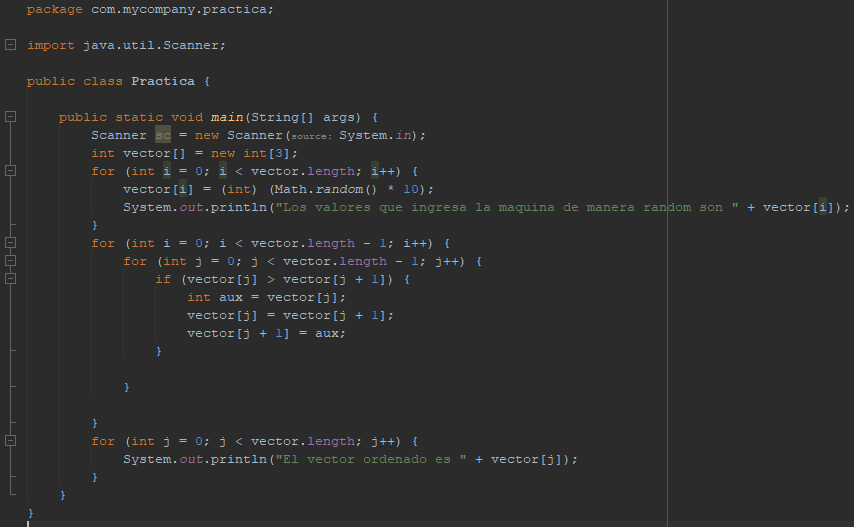 package com.mycompany.practica;
import java.util.Scanner;
public class Practica {
public static void main(String[] args) {
Scanner sc = new Scanner(source: System.in);
int vector[] = new int[3];
for (int i = 0; i < vector.length; i++) {
vector[i] = (int) (Math.random() * 10);
System.out.println("Los valores que ingresa la maquina de manera random son " + vector[i]);
}
for (int i = 0; i < vector.length - 1; i++) {
for (int j = 0; j < vector.length - 1; j++) {
if (vector[j] > vector[j + 1]) {
int aux = vector[j];
vector[j] = vector[j + 1];
vector[j + 1] = aux;
}
}
}
for (int j = 0; j < vector.length; j++) {
System.out.println("El vector ordenado es " + vector[j]);
}
}
}